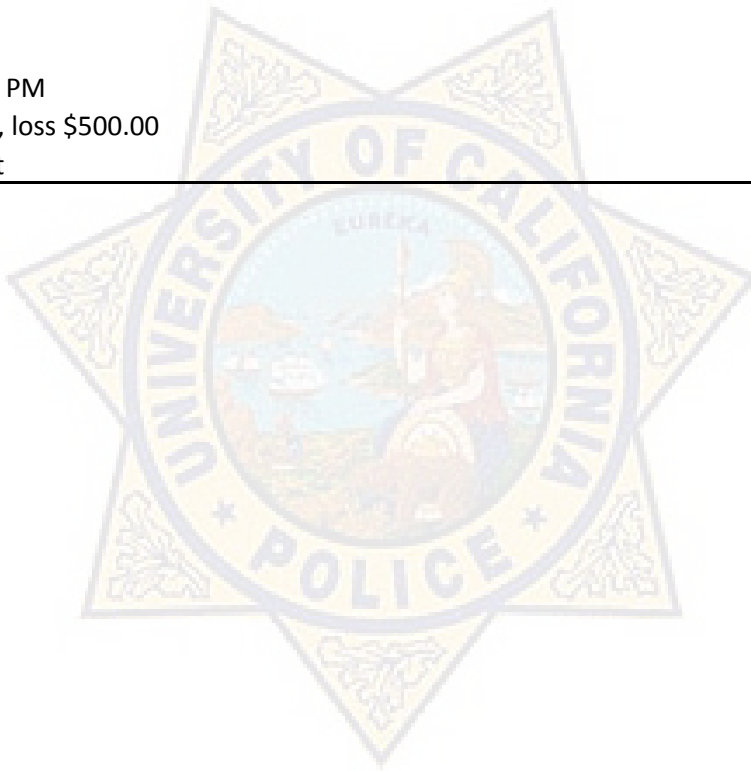 PM
, loss $500.00
t
UNIVERSITY OF CALIFORNIA
EUREKA
★ POLICE ★